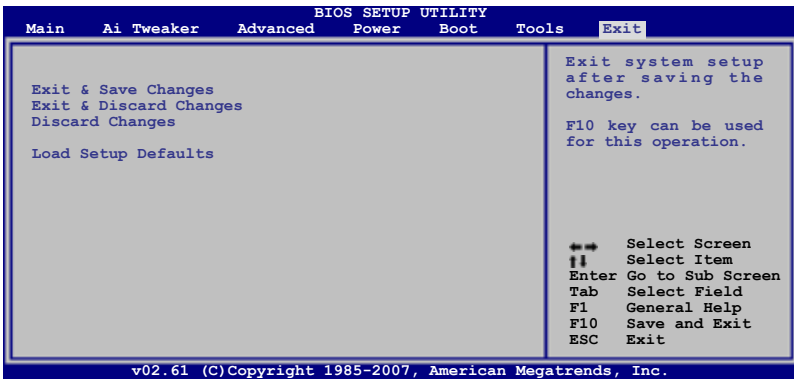 BIOS SETUP UTILITY
Main Ai Tweaker Advanced Power Boot Tools Exit
Exit & Save Changes
Exit & Discard Changes
Discard Changes
Load Setup Defaults
Exit system setup
after saving the
changes.
F10 key can be used
for this operation.
Select Screen
Select Item
Enter Go to Sub Screen
Tab Select Field
F1 General Help
F10 Save and Exit
ESC Exit
v02.61 (C)Copyright 1985-2007, American Megatrends, Inc.